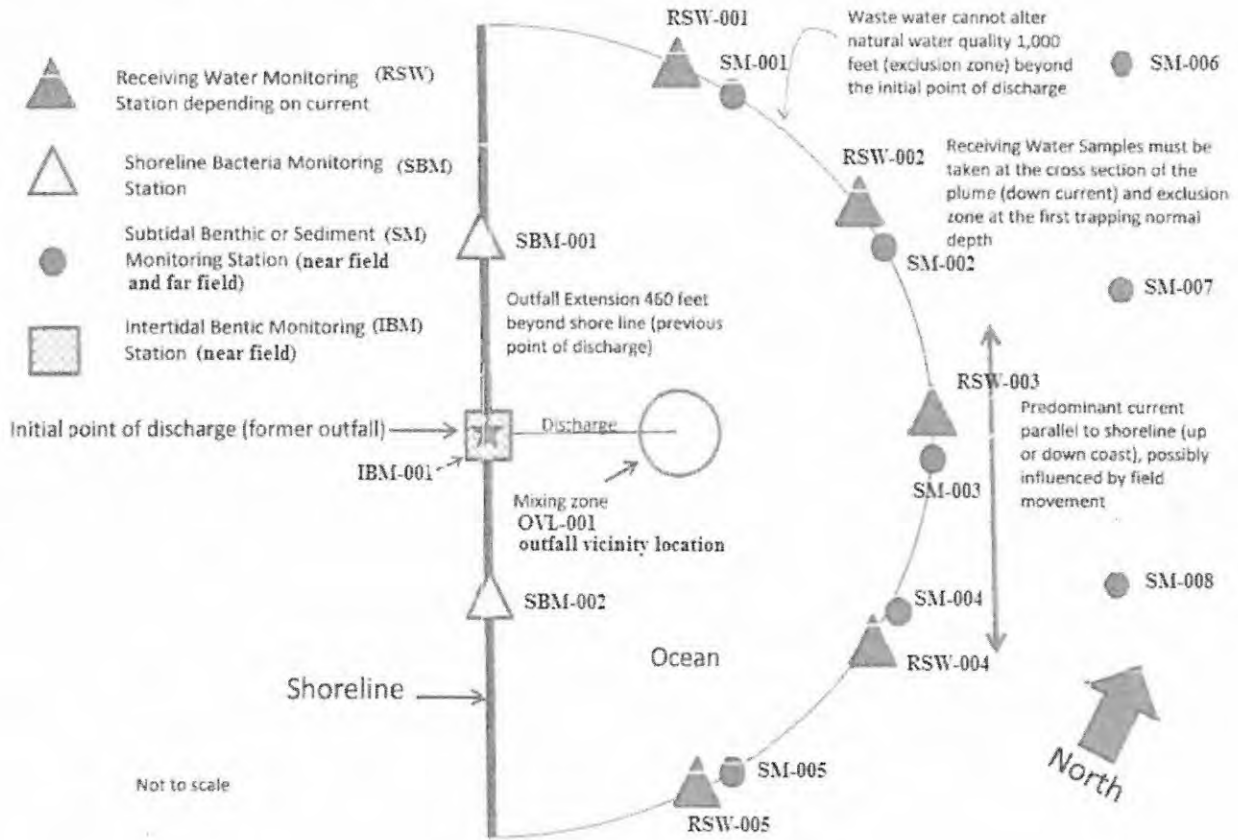 Receiving Water Monitoring (RSW)
Station depending on current
Shoreline Bacteria Monitoring (SBM)
Station
Subtidal Benthic or Sediment (SM)
Monitoring Station (near field
and far field)
Intertidal Bentic Monitoring (IBM)
Station (near field)
Initial point of discharge (former outfall)
IBM-001
Shoreline
Not to scale
SBM-001
Outfall Extension 460 feet
beyond shore line (previous
point of discharge)
Discharge
Mixing zone
OVL-001
outfall vicinity location
SBM-002
Ocean
RSW-001
SM-001
RSW-002
SM-002
RSW-003
SM-003
SM-004
RSW-004
SM-005
RSW-005
Waste water cannot alter
natural water quality 1,000
feet (exclusion zone) beyond
the initial point of discharge
SM-006
Receiving Water Samples must be
taken at the cross section of the
plume (down current) and exclusion
zone at the first trapping normal
depth
SM-007
Predominant current
parallel to shoreline (up
or down coast), possibly
influenced by field
movement
SM-008
North